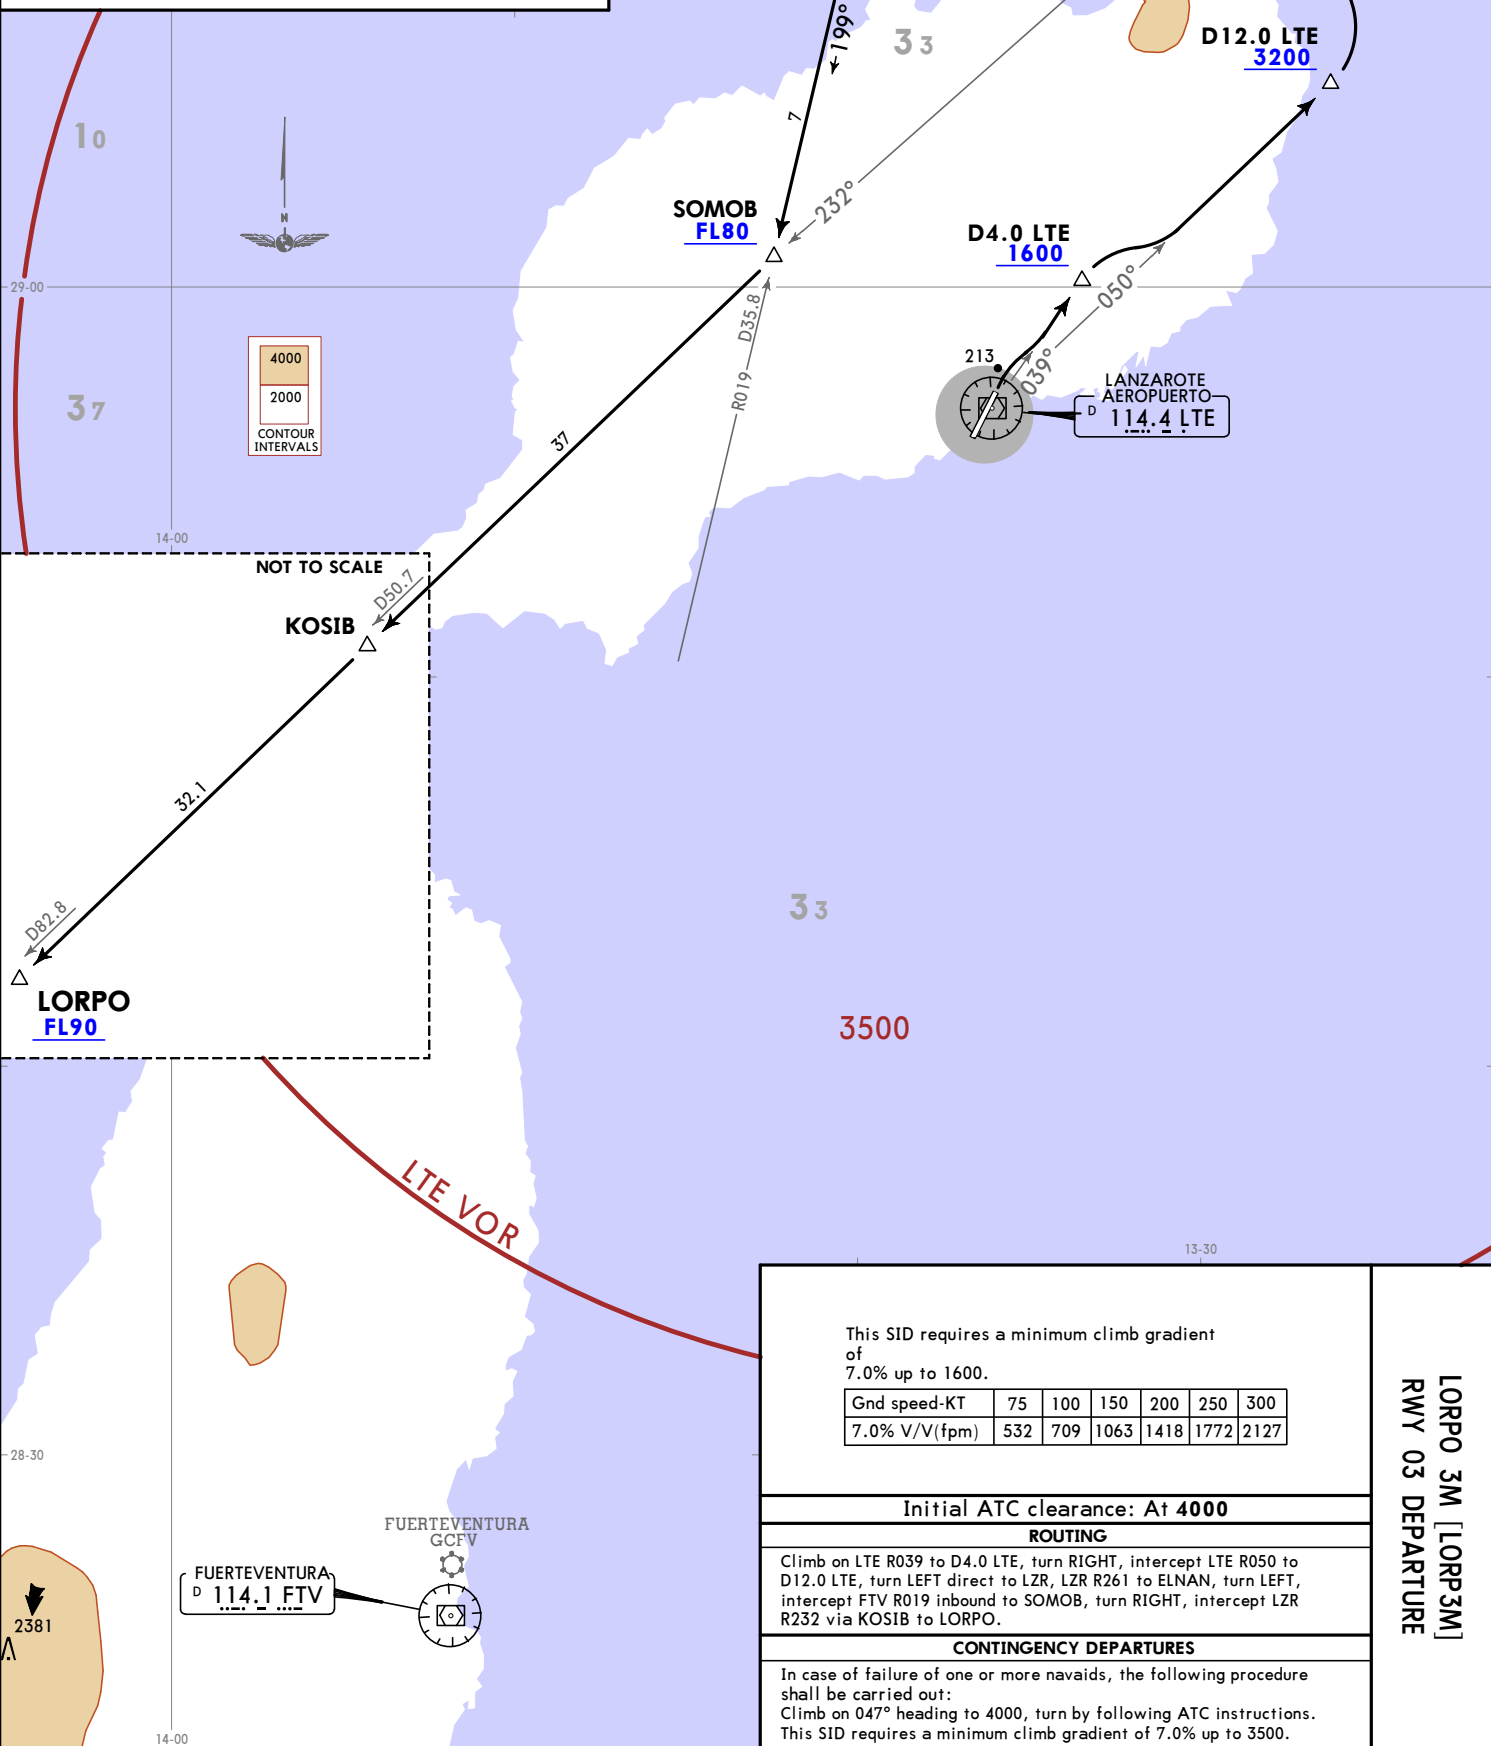 199°
33
D12.0 LTE
3200
10
7
SOMOB
FL80
232°
D4.0 LTE
1600
N
29-00
050°
D35.8
R019
4000
2000
CONTOUR
INTERVALS
37
213
039°
LANZAROTE
AEROPUERTO
D 114.4 LTE
37
14-00
NOT TO SCALE
D50.7
KOSIB
32.1
D82.8
LORPO
FL90
33
3500
LTE VOR
13-30
28-30
FUERTEVENTURA
GCFV
FUERTEVENTURA
D 114.1 FTV
2381
14-00
This SID requires a minimum climb gradient
of
7.0% up to 1600.
Gnd speed-KT 75 100 150 200 250 300
7.0% V/V(fpm) 532 709 1063 1418 1772 2127
Initial ATC clearance: At 4000
ROUTING
Climb on LTE R039 to D4.0 LTE, turn RIGHT, intercept LTE R050 to
D12.0 LTE, turn LEFT direct to LZR, LZR R261 to ELNAN, turn LEFT,
intercept FTV R019 inbound to SOMOB, turn RIGHT, intercept LZR
R232 via KOSIB to LORPO.
CONTINGENCY DEPARTURES
In case of failure of one or more navaids, the following procedure
shall be carried out:
Climb on 047° heading to 4000, turn by following ATC instructions.
This SID requires a minimum climb gradient of 7.0% up to 3500.
LORPO 3M [LORP3M]
RWY 03 DEPARTURE